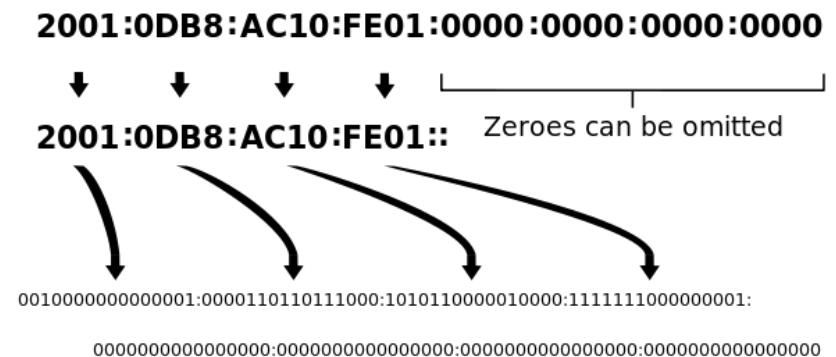 2001:0DB8:AC10:FE01:0000:0000:0000:0000
2001:0DB8:AC10:FE01::
Zeroes can be omitted
0010000000000001:0000110110111000:1010110000010000:1111111000000001:
0000000000000000:0000000000000000:0000000000000000:0000000000000000